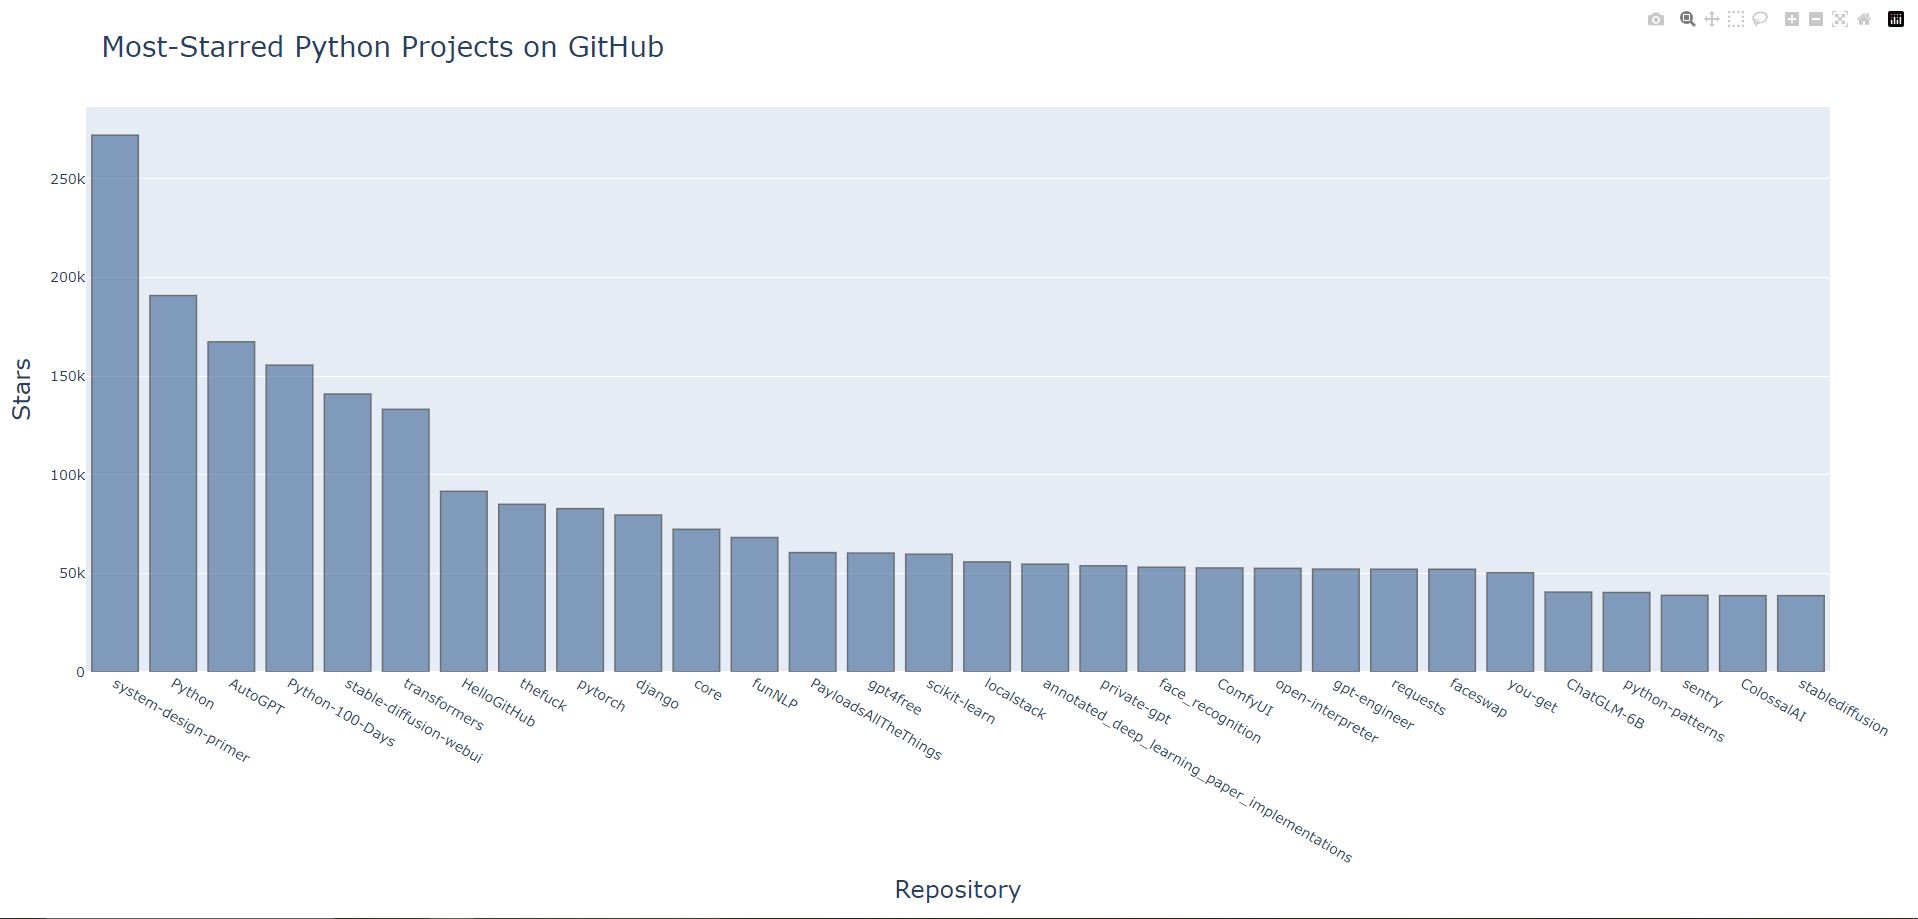 Most-Starred Python Projects on GitHub
Stars
250k
200k
150k
100k
50k
0
system-design-primer
Python
AutoGPT
Python-100-Days
stable-diffusion-webui
transformers
HelloGitHub
thefuck
pytorch
django
core
funNLP
PayloadsAllTheThings
gpt4free
scikit-learn
localstack
annotated_deep_learning_paper_implementations
private-gpt
face_recognition
ComfyUI
open-interpreter
gpt-engineer
requests
faceswap
you-get
ChatGLM-6B
python-patterns
sentry
ColossalAI
stablediffusion
Repository